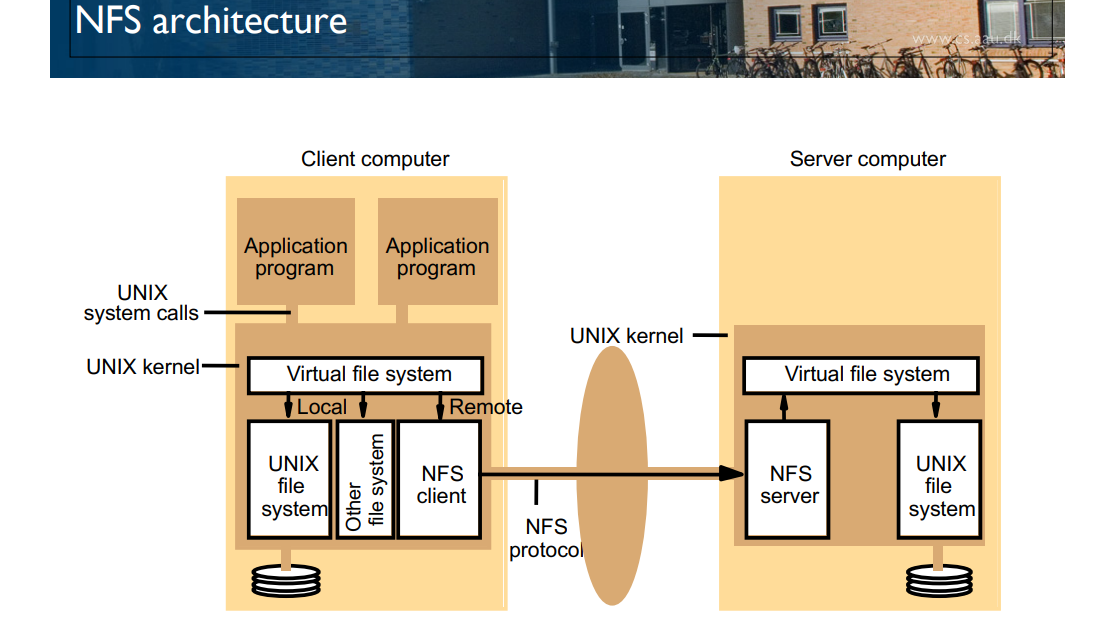 NFS architecture
www.cs.aau.dk
Client computer
Server computer
Application
program
Application
program
UNIX
system calls
UNIX kernel
UNIX kernel
Virtual file system
Virtual file system
Local
Remote
UNIX
file
system
Other
file system
NFS
client
NFS
server
UNIX
file
system
NFS
protocol